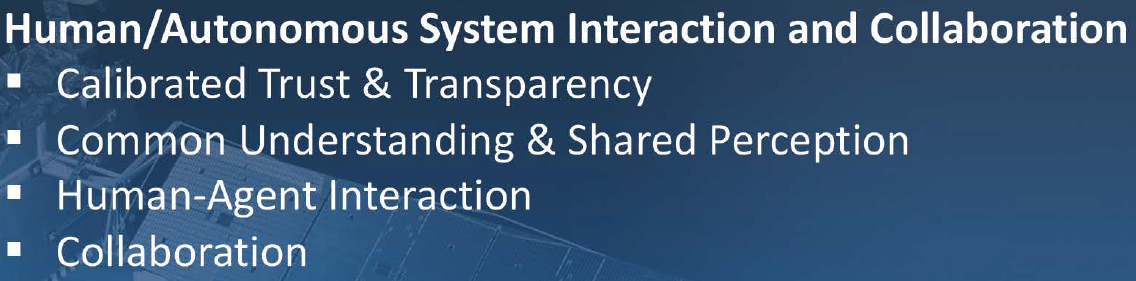 Human/Autonomous System Interaction and Collaboration
▪ Calibrated Trust & Transparency
▪ Common Understanding & Shared Perception
▪ Human-Agent Interaction
▪ Collaboration